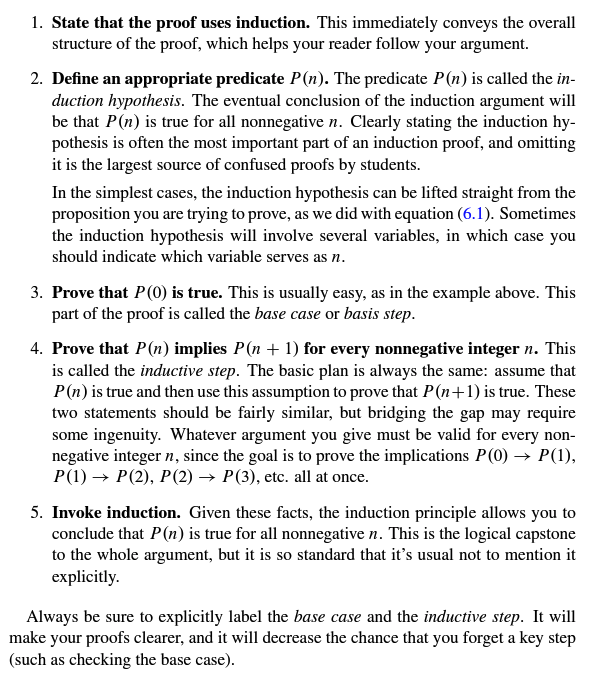 1. State that the proof uses induction. This immediately conveys the overall
structure of the proof, which helps your reader follow your argument.
2. Define an appropriate predicate P(n). The predicate P(n) is called the in-
duction hypothesis. The eventual conclusion of the induction argument will
be that P(n) is true for all nonnegative n. Clearly stating the induction hy-
pothesis is often the most important part of an induction proof, and omitting
it is the largest source of confused proofs by students.
In the simplest cases, the induction hypothesis can be lifted straight from the
proposition you are trying to prove, as we did with equation (6.1). Sometimes
the induction hypothesis will involve several variables, in which case you
should indicate which variable serves as n.
3. Prove that P(0) is true. This is usually easy, as in the example above. This
part of the proof is called the base case or basis step.
4. Prove that P(n) implies P(n + 1) for every nonnegative integer n. This
is called the inductive step. The basic plan is always the same: assume that
P(n) is true and then use this assumption to prove that P(n+1) is true. These
two statements should be fairly similar, but bridging the gap may require
some ingenuity. Whatever argument you give must be valid for every non-
negative integer n, since the goal is to prove the implications P(0) → P(1),
P(1) → P(2), P(2) → P(3), etc. all at once.
5. Invoke induction. Given these facts, the induction principle allows you to
conclude that P(n) is true for all nonnegative n. This is the logical capstone
to the whole argument, but it is so standard that it's usual not to mention it
explicitly.
Always be sure to explicitly label the base case and the inductive step. It will
make your proofs clearer, and it will decrease the chance that you forget a key step
(such as checking the base case).